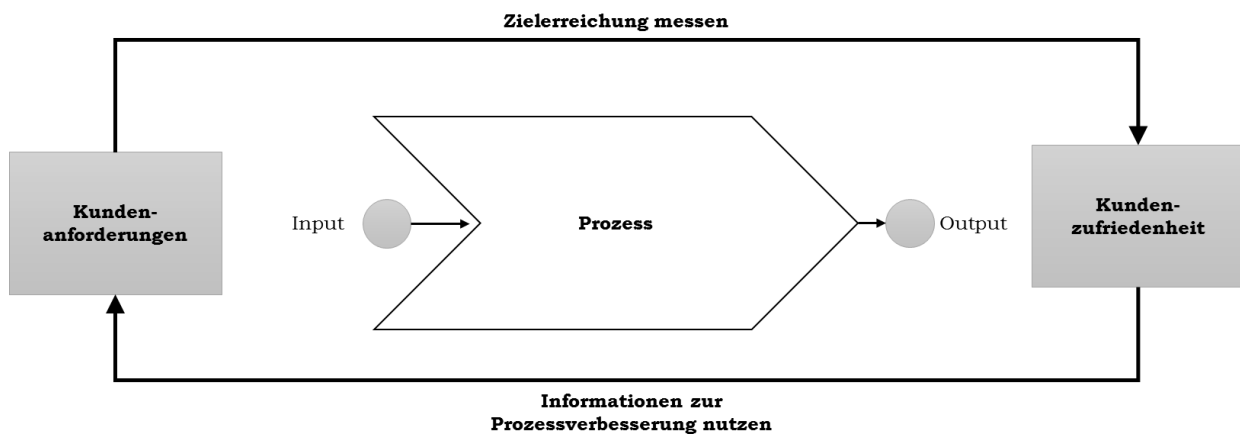 Zielerreichung messen
Kunden-
anforderungen
Input
Prozess
Output
Kunden-
zufriedenheit
Informationen zur
Prozessverbesserung nutzen